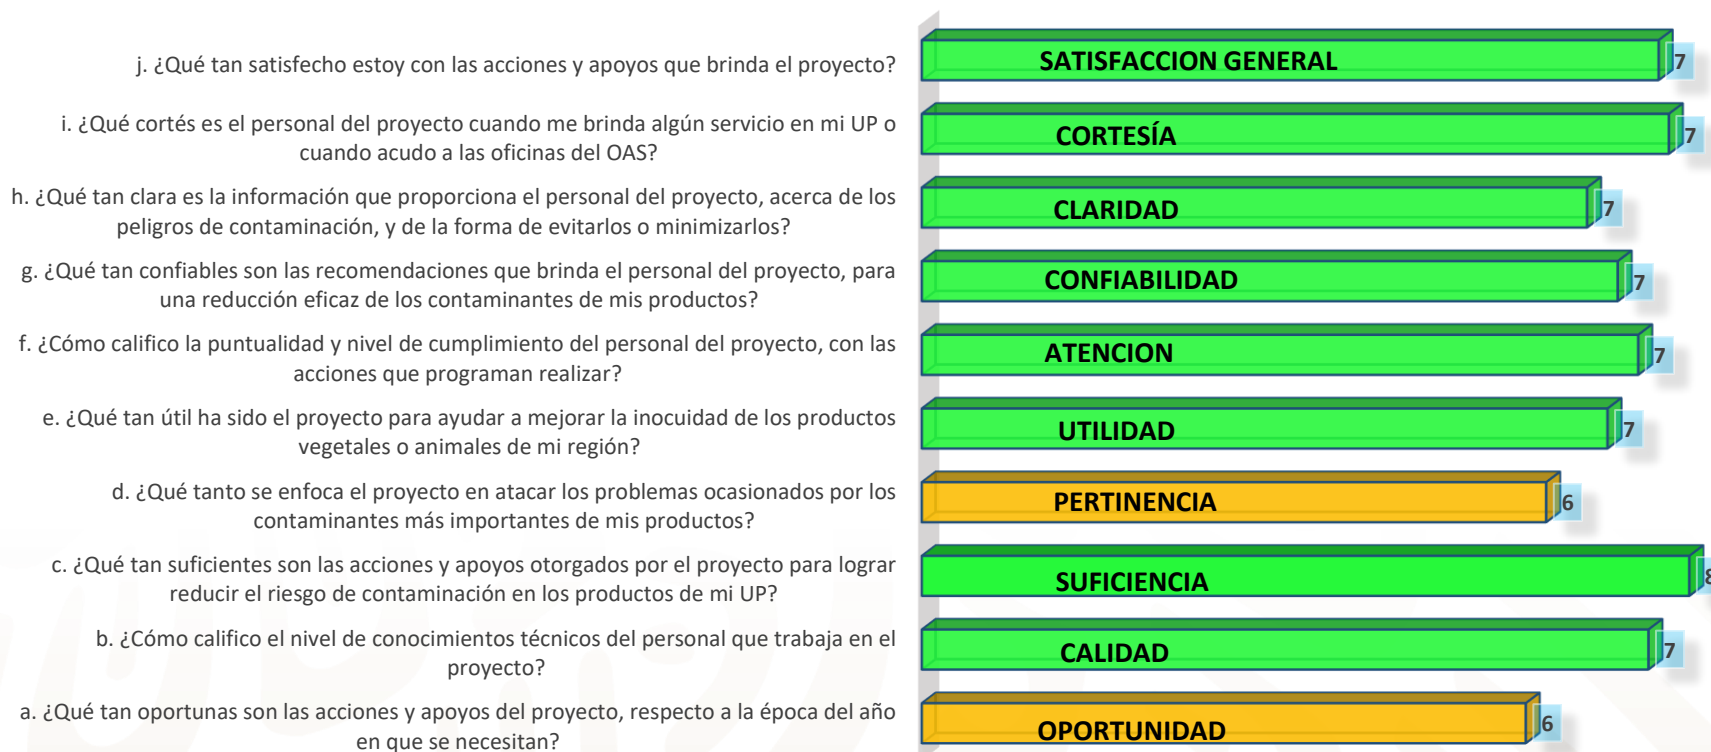 j. ¿Qué tan satisfecho estoy con las acciones y apoyos que brinda el proyecto?
SATISFACCION GENERAL
7
i. ¿Qué cortés es el personal del proyecto cuando me brinda algún servicio en mi UP o
cuando acudo a las oficinas del OAS?
CORTESÍA
7
h. ¿Qué tan clara es la información que proporciona el personal del proyecto, acerca de los
peligros de contaminación, y de la forma de evitarlos o minimizarlos?
CLARIDAD
7
g. ¿Qué tan confiables son las recomendaciones que brinda el personal del proyecto, para
una reducción eficaz de los contaminantes de mis productos?
CONFIABILIDAD
7
f. ¿Cómo califico la puntualidad y nivel de cumplimiento del personal del proyecto, con las
acciones que programan realizar?
ATENCION
7
e. ¿Qué tan útil ha sido el proyecto para ayudar a mejorar la inocuidad de los productos
vegetales o animales de mi región?
UTILIDAD
7
d. ¿Qué tanto se enfoca el proyecto en atacar los problemas ocasionados por los
contaminantes más importantes de mis productos?
PERTINENCIA
6
c. ¿Qué tan suficientes son las acciones y apoyos otorgados por el proyecto para lograr
reducir el riesgo de contaminación en los productos de mi UP?
SUFICIENCIA
8
b. ¿Cómo califico el nivel de conocimientos técnicos del personal que trabaja en el
proyecto?
CALIDAD
7
a. ¿Qué tan oportunas son las acciones y apoyos del proyecto, respecto a la época del año
en que se necesitan?
OPORTUNIDAD
6